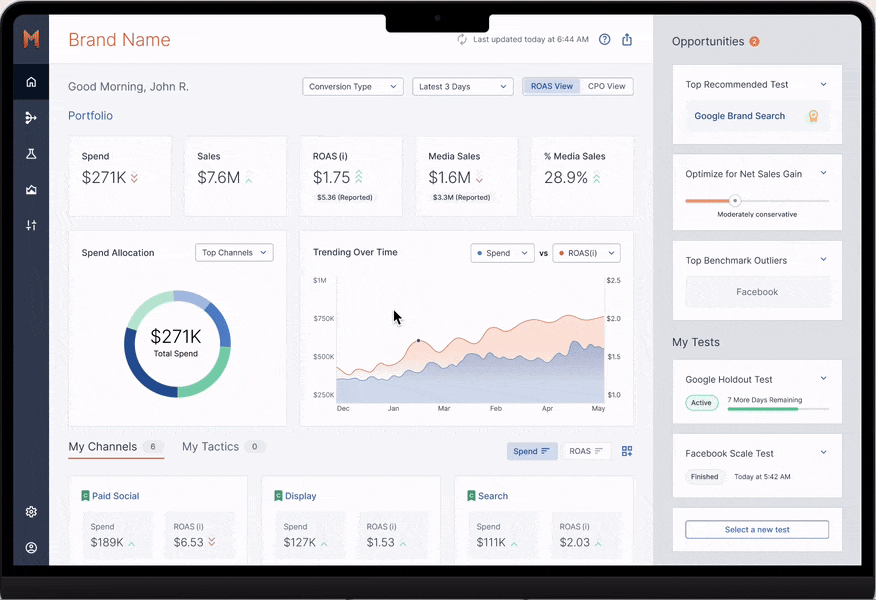 Brand Name
Last updated today at 6:44 AM
Good Morning, John R.
Conversion Type
Latest 3 Days
ROAS View
CPO View
Portfolio
Spend
$271K
Sales
$7.6M
ROAS (i)
$1.75
$5.36 (Reported)
Media Sales
$1.6M
$3.3M (Reported)
% Media Sales
28.9%
Spend Allocation
Top Channels
$271K
Total Spend
Trending Over Time
Spend
vs
ROAS(i)
$1M
$750K
$500K
$250K
$2.5
$2.0
$1.5
$1.0
Dec
Jan
Mar
Feb
Apr
May
My Channels
6
My Tactics
0
Spend
ROAS
Paid Social
Spend
$189K
ROAS (i)
$6.53
Display
Spend
$127K
ROAS (i)
$1.53
Search
Spend
$111K
ROAS (i)
$2.03
Opportunities
2
Top Recommended Test
Google Brand Search
Optimize for Net Sales Gain
Moderately conservative
Top Benchmark Outliers
Facebook
My Tests
Google Holdout Test
Active
7 More Days Remaining
Facebook Scale Test
Finished
Today at 5:42 AM
Select a new test